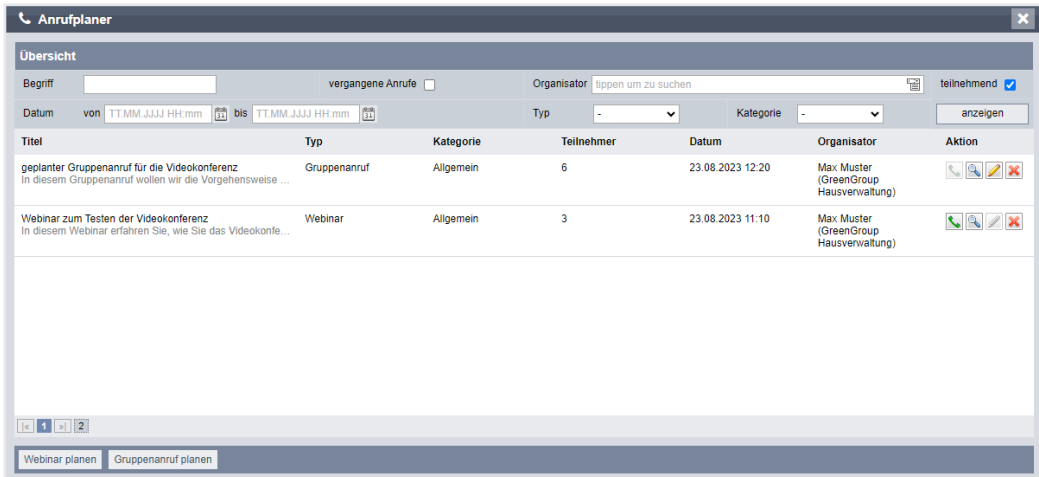 Anrufplaner
Übersicht
Begriff vergangene Anrufe Organisator tippen um zu suchen teilnehmend
Datum von TT.MM.JJJJ HH:mm 31 bis TT.MM.JJJJ HH:mm 31 Typ - Kategorie - anzeigen
Titel Typ Kategorie Teilnehmer Datum Organisator Aktion
geplanter Gruppenanruf für die Videokonferenz Gruppenanruf Allgemein 6 23.08.2023 12:20 Max Muster
In diesem Gruppenanruf wollen wir die Vorgehensweise ... (GreenGroup
Hausverwaltung)
Webinar zum Testen der Videokonferenz Webinar Allgemein 3 23.08.2023 11:10 Max Muster
In diesem Webinar erfahren Sie, wie Sie das Videokonfe... (GreenGroup
Hausverwaltung)
|« 1 »| 2
Webinar planen Gruppenanruf planen